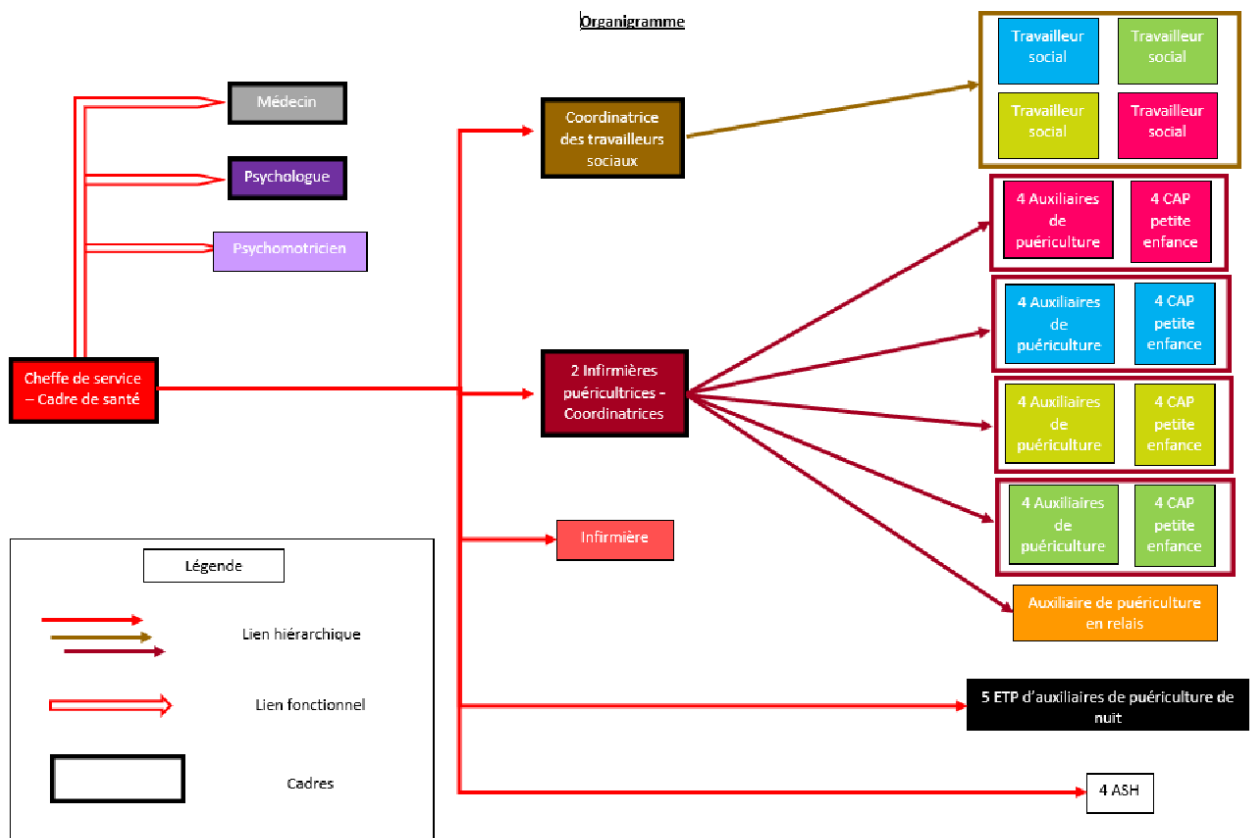 Organigramme
Médecin
Psychologue
Psychomotricien
Cheffe de service
– Cadre de santé
Coordinatrice
des travailleurs
sociaux
2 Infirmières
puéricultrices –
Coordinatrices
Infirmière
Travailleur
social
Travailleur
social
Travailleur
social
Travailleur
social
4 Auxiliaires
de
puériculture
4 CAP
petite
enfance
4 Auxiliaires
de
puériculture
4 CAP
petite
enfance
4 Auxiliaires
de
puériculture
4 CAP
petite
enfance
4 Auxiliaires
de
puériculture
4 CAP
petite
enfance
Auxiliaire de puériculture
en relais
5 ETP d'auxiliaires de puériculture de
nuit
4 ASH
Légende
Lien hiérarchique
Lien fonctionnel
Cadres